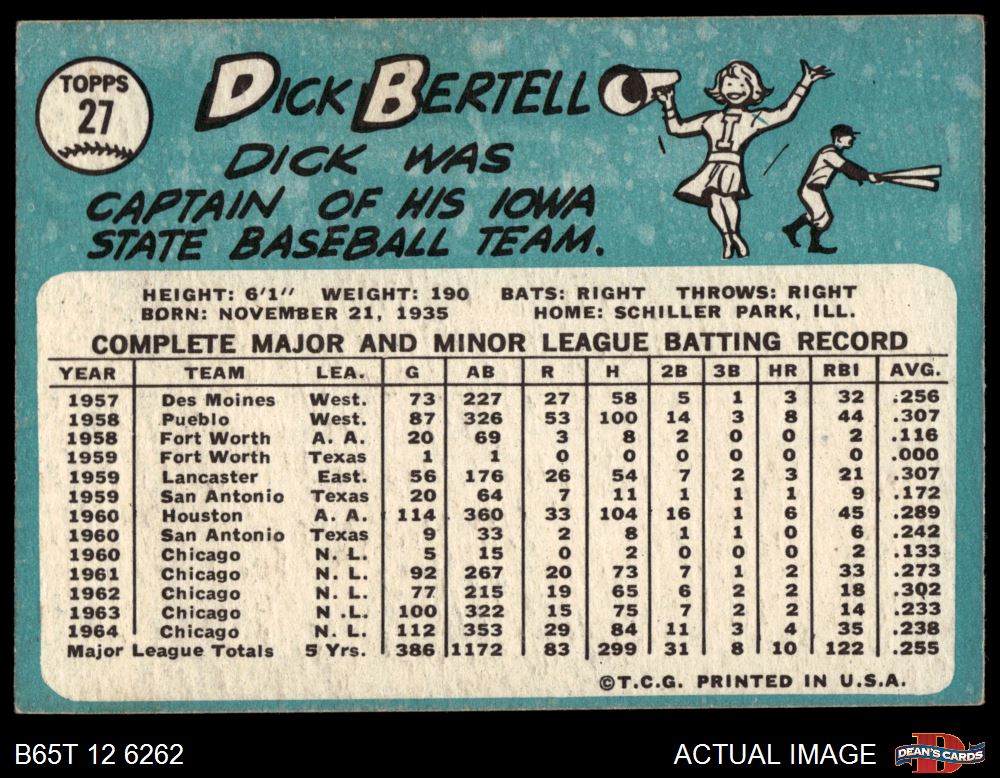 TOPPS
27
DICK BERTELL
DICK WAS
CAPTAIN OF HIS IOWA
STATE BASEBALL TEAM.
I
HEIGHT: 6'1" WEIGHT: 190 BATS: RIGHT THROWS: RIGHT
BORN: NOVEMBER 21, 1935 HOME: SCHILLER PARK, ILL.
COMPLETE MAJOR AND MINOR LEAGUE BATTING RECORD
YEAR TEAM LEA. G AB R H 2B 3B HR RBI AVG.
1957 Des Moines West. 73 227 27 58 5 1 3 32 .256
1958 Pueblo West. 87 326 53 100 14 3 8 44 .307
1958 Fort Worth A. A. 20 69 3 8 2 0 0 2 .116
1959 Fort Worth Texas 1 1 0 0 0 0 0 0 .000
1959 Lancaster East. 56 176 26 54 7 2 3 21 .307
1959 San Antonio Texas 20 64 7 11 1 1 1 9 .172
1960 Houston A. A. 114 360 33 104 16 1 6 45 .289
1960 San Antonio Texas 9 33 2 8 1 1 0 6 .242
1960 Chicago N. L. 5 15 0 2 0 0 0 2 .133
1961 Chicago N. L. 92 267 20 73 7 1 2 33 .273
1962 Chicago N. L. 77 215 19 65 6 2 2 18 .302
1963 Chicago N .L. 100 322 15 75 7 2 2 14 .233
1964 Chicago N. L. 112 353 29 84 11 3 4 35 .238
Major League Totals 5 Yrs. 386 1172 83 299 31 8 10 122 .255
©T.C.G. PRINTED IN U.S.A.
B65T 12 6262 ACTUAL IMAGE
D
DEAN'S CARDS